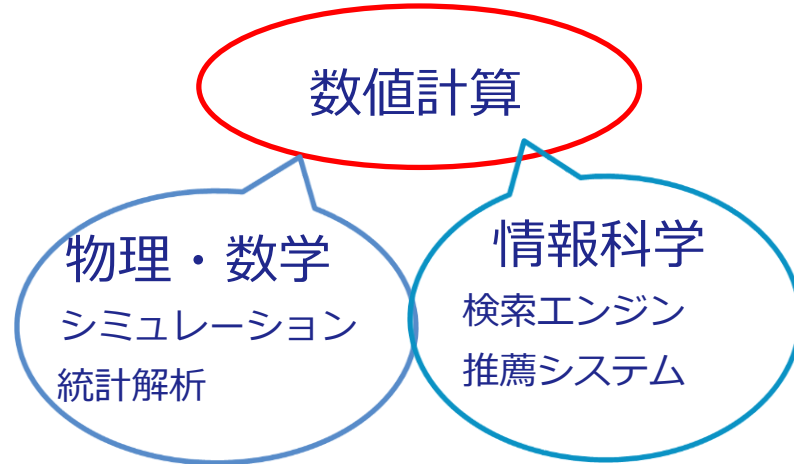 数値計算
物理・数学
シミュレーション
統計解析
情報科学
検索エンジン
推薦システム